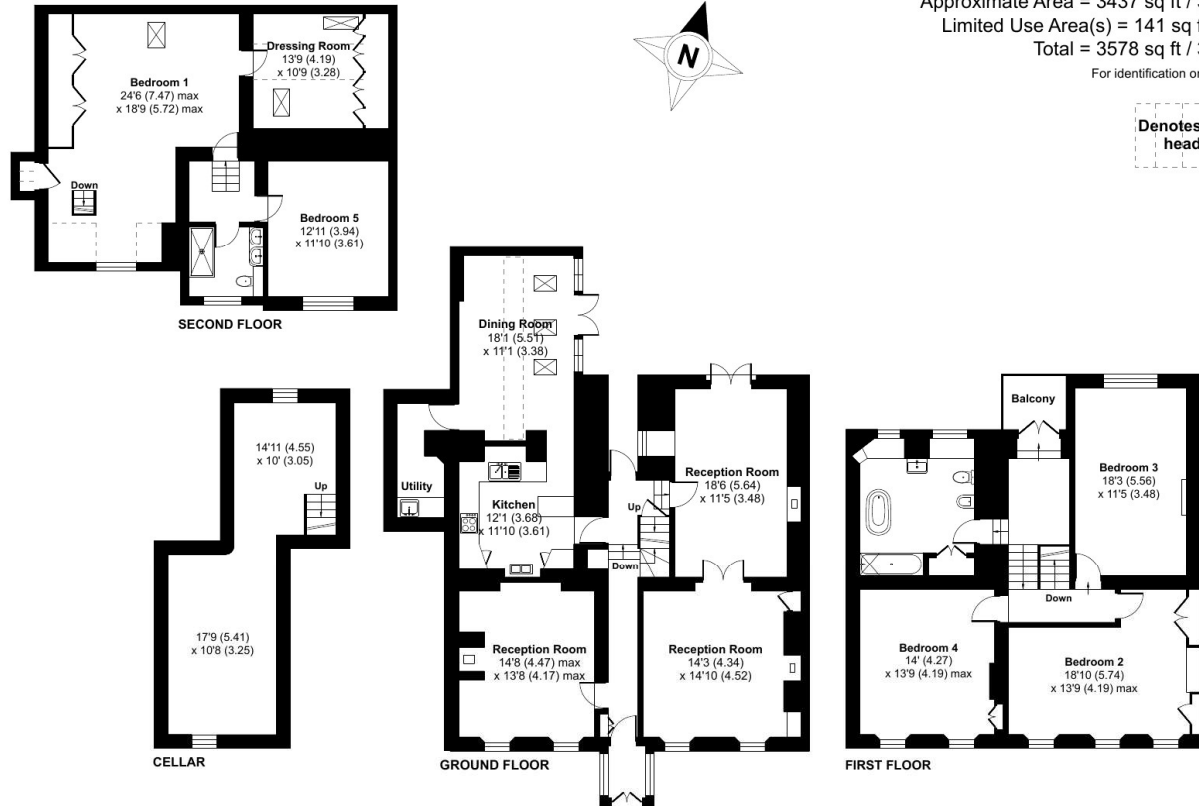 Approximate Area = 3437 sq ft /
Limited Use Area(s) = 141 sq f
Total = 3578 sq ft /
For identification on
Denotes
head
N
Dressing Room
13'9 (4.19)
x 10'9 (3.28)
Bedroom 1
24'6 (7.47) max
x 18'9 (5.72) max
Down
Bedroom 5
12'11 (3.94)
x 11'10 (3.61)
SECOND FLOOR
14'11 (4.55)
x 10' (3.05)
Up
17'9 (5.41)
x 10'8 (3.25)
CELLAR
Dining Room
18'1 (5.51)
x 11'1 (3.38)
Utility
Kitchen
12'1 (3.68)
x 11'10 (3.61)
Up
Down
Reception Room
18'6 (5.64)
x 11'5 (3.48)
Reception Room
14'8 (4.47) max
x 13'8 (4.17) max
Reception Room
14'3 (4.34)
x 14'10 (4.52)
GROUND FLOOR
Balcony
Bedroom 3
18'3 (5.56)
x 11'5 (3.48)
Down
Bedroom 4
14' (4.27)
x 13'9 (4.19) max
Bedroom 2
18'10 (5.74)
x 13'9 (4.19) max
FIRST FLOOR